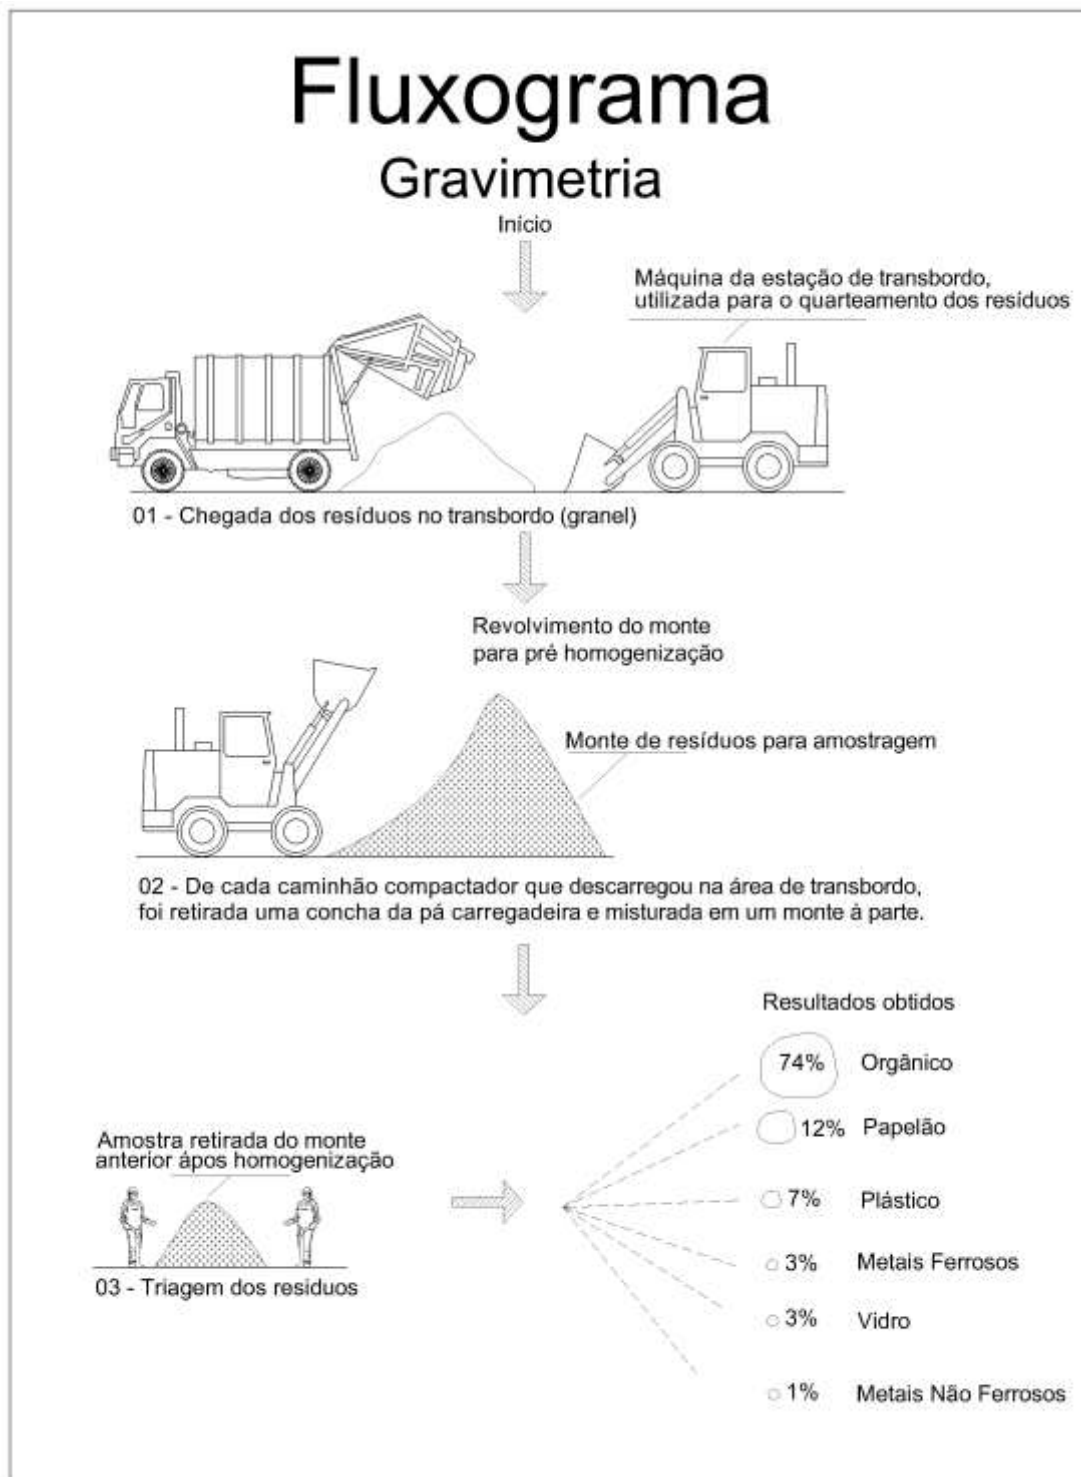 Fluxograma
Gravimetria
Início
Máquina da estação de transbordo,
utilizada para o quarteamento dos resíduos
01 - Chegada dos resíduos no transbordo (granel)
Revolvimento do monte
para pré homogenização
Monte de resíduos para amostragem
02 - De cada caminhão compactador que descarregou na área de transbordo,
foi retirada uma concha da pá carregadeira e misturada em um monte à parte.
Resultados obtidos
74% Orgânico
12% Papelão
Amostra retirada do monte
anterior ápos homogenização
7% Plástico
3% Metais Ferrosos
03 - Triagem dos residuos
3% Vidro
1% Metais Não Ferrosos